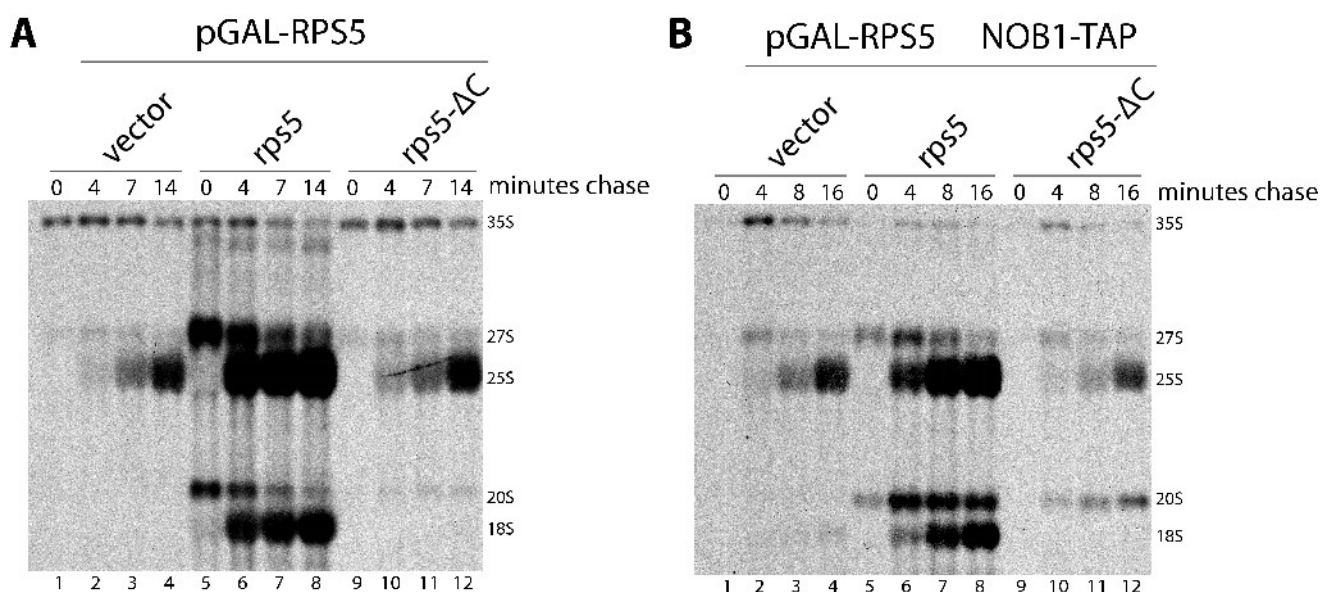 A
pGAL-RPS5
vector rps5 rps5-ΔC
0 4 7 14 0 4 7 14 0 4 7 14 minutes chase
35S
27S
25S
20S
18S
1 2 3 4 5 6 7 8 9 10 11 12
B
pGAL-RPS5 NOB1-TAP
vector rps5 rps5-ΔC
0 4 8 16 0 4 8 16 0 4 8 16 minutes chase
35S
27S
25S
20S
18S
1 2 3 4 5 6 7 8 9 10 11 12